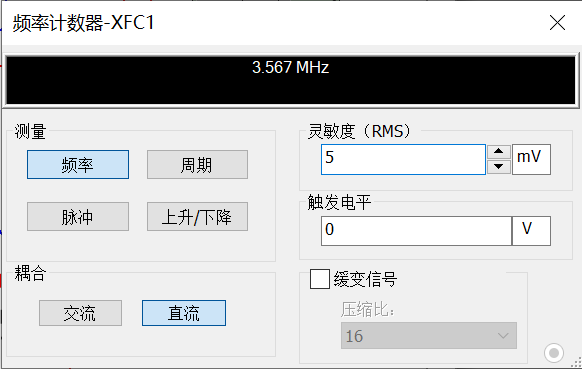 频率计数器-XFC1
3.567 MHz
测量
频率
周期
脉冲
上升/下降
耦合
交流
直流
灵敏度（RMS）
5
mV
触发电平
0
V
缓变信号
压缩比:
16